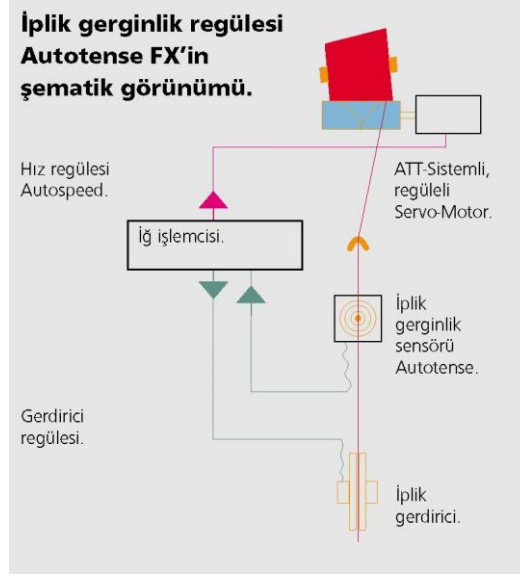 İplik gerginlik regülesi
Autotense FX’in
şematik görünümü.
Hız regülesi
Autospeed.
ATT-Sistemli,
regüleli
Servo-Motor.
İğ işlemcisi.
İplik
gerginlik
sensörü
Autotense.
Gerdirici
regülesi.
İplik
gerdirici.